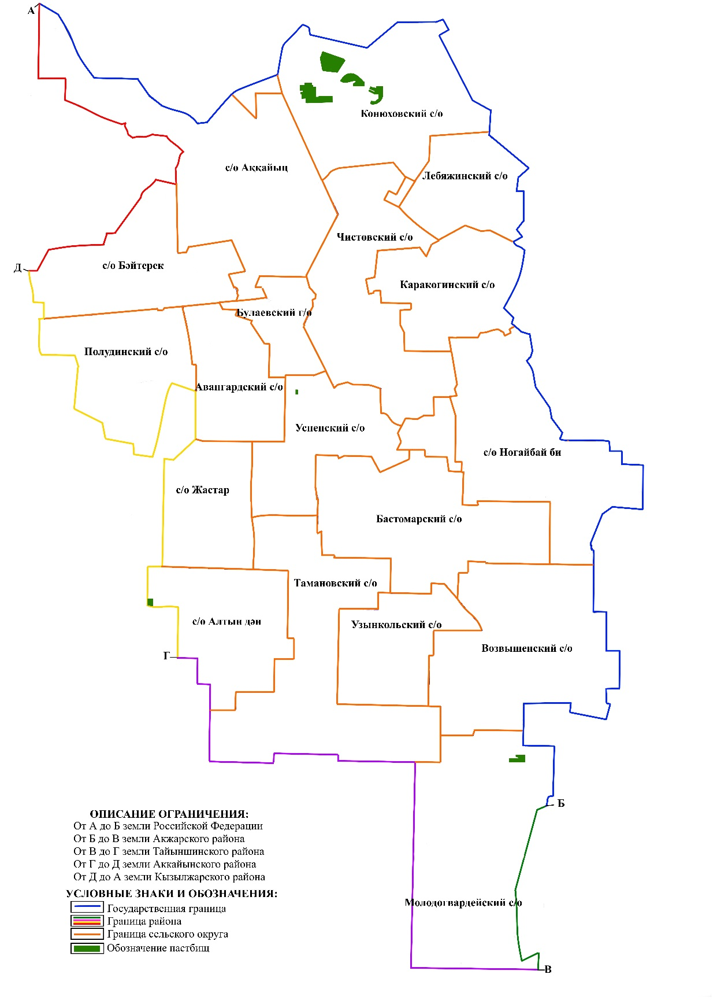 А
Конюховский с/о
с/о Аққайың
Лебяжинский с/о
Чистовский с/о
Д
с/о Бәйтерек
Каракогинский с/о
Булаевский г/о
Полудинский с/о
Авангардский с/о
Успенский с/о
с/о Ногайбай би
с/о Жастар
Бастомарский с/о
Тамановский с/о
с/о Алтын дән
Узынкольский с/о
Возвышенский с/о
Г
Б
ОПИСАНИЕ ОГРАНИЧЕНИЯ:
От А до Б земли Российской Федерации
От Б до В земли Акжарского района
От В до Г земли Тайыншинского района
От Г до Д земли Аккайынского района
От Д до А земли Кызылжарского района
УСЛОВНЫЕ ЗНАКИ И ОБОЗНАЧЕНИЯ:
Государственная граница
Граница района
Граница сельского округа
Обозначение пастбищ
Молодогвардейский с/о
В